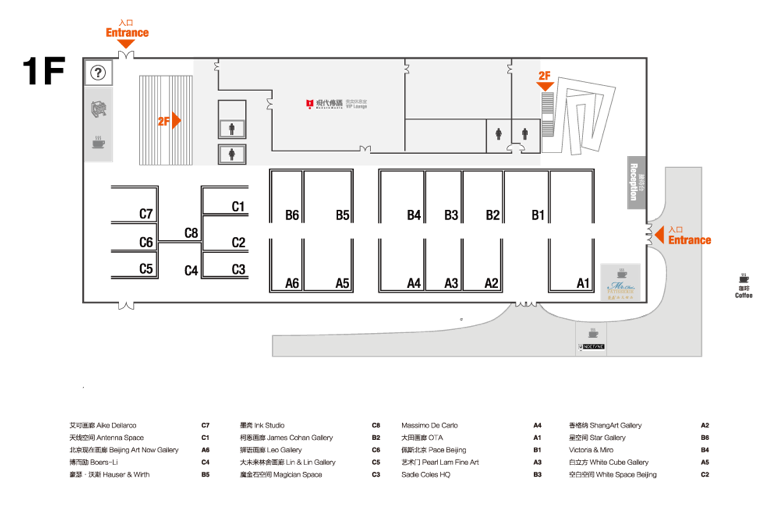 入口
Entrance
1F
?
2F
2F
VIP Lounge
接待台
Reception
入口
Entrance
C7
C6
C5
C8
C4
C1
C2
C3
B6
B5
B4
B3
B2
B1
A6
A5
A4
A3
A2
A1
咖啡
Coffee
艾可画廊 Aike Dellarco C7
天线空间 Antenna Space C1
北京现在画廊 Beijing Art Now Gallery A6
博而励 Boers-Li C4
豪瑟·沃斯 Hauser & Wirth B5
墨斋 Ink Studio C8
柯恩画廊 James Cohan Gallery B2
狮语画廊 Leo Gallery C6
大未来林舍画廊 Lin & Lin Gallery C5
魔金石空间 Magician Space C3
Massimo De Carlo A4
大田画廊 OTA A1
佩斯北京 Pace Beijing B1
艺术门 Pearl Lam Fine Art A3
Sadie Coles HQ B3
香格纳 ShangArt Gallery A2
星空间 Star Gallery B6
Victoria & Miro B4
白立方 White Cube Gallery A5
空白空间 White Space Beijing C2